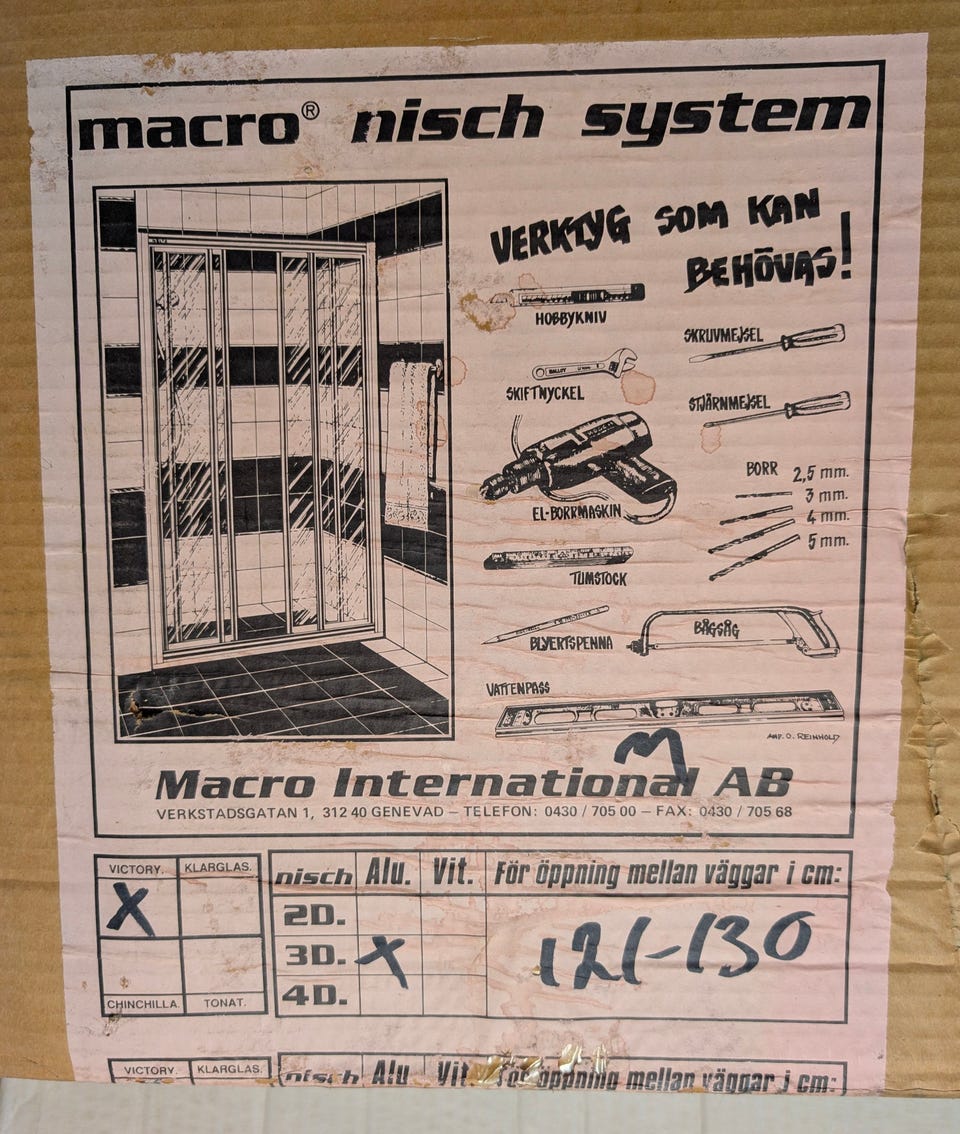 macro® nisch system
VERKTYG SOM KAN
BEHÖVAS!
HOBBYKNIV
SKRUVMEJSEL
SKIFTNYCKEL
STJÄRNMEJSEL
BORR 2,5 mm.
3 mm.
4 mm.
5 mm.
EL-BORRMASKIN
TUMSTOCK
BLYERTSPENNA
BÅGSÅG
VATTENPASS
O. REINHOLD
M
Macro International AB
VERKSTADSGATAN 1, 312 40 GENEVAD – TELEFON: 0430 / 705 00 – FAX: 0430 / 705 68
VICTORY. KLARGLAS.
X
CHINCHILLA. TONAT.
nisch Alu. Vit. För öppning mellan väggar i cm:
2D.
3D. X 121-130
4D.
VICTORY. KLARGLAS.
nisch Alu Vit För öppning mellan väggar i cm: